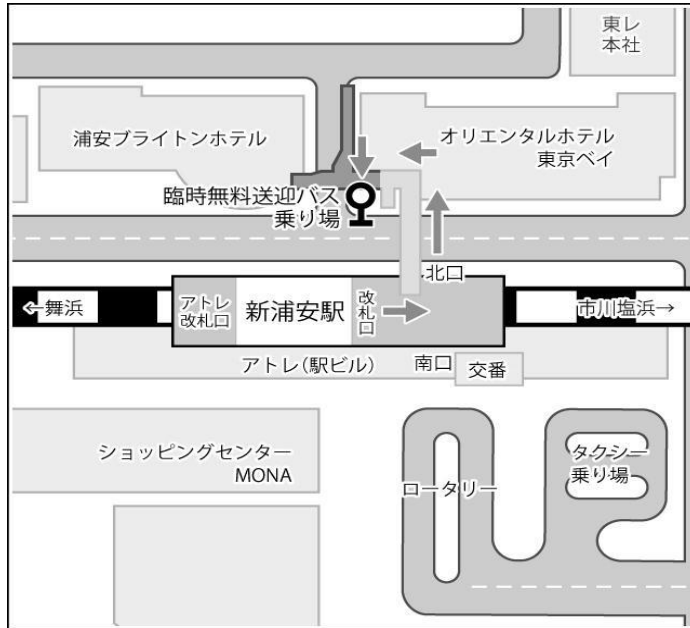 東レ
本社
浦安ブライトンホテル
オリエンタルホテル
東京ベイ
臨時無料送迎バス
乗り場
北口
←舞浜
アトレ
改札口
新浦安駅
改札口
市川塩浜→
アトレ(駅ビル)
南口
交番
ショッピングセンター
MONA
ロータリー
タクシー
乗り場